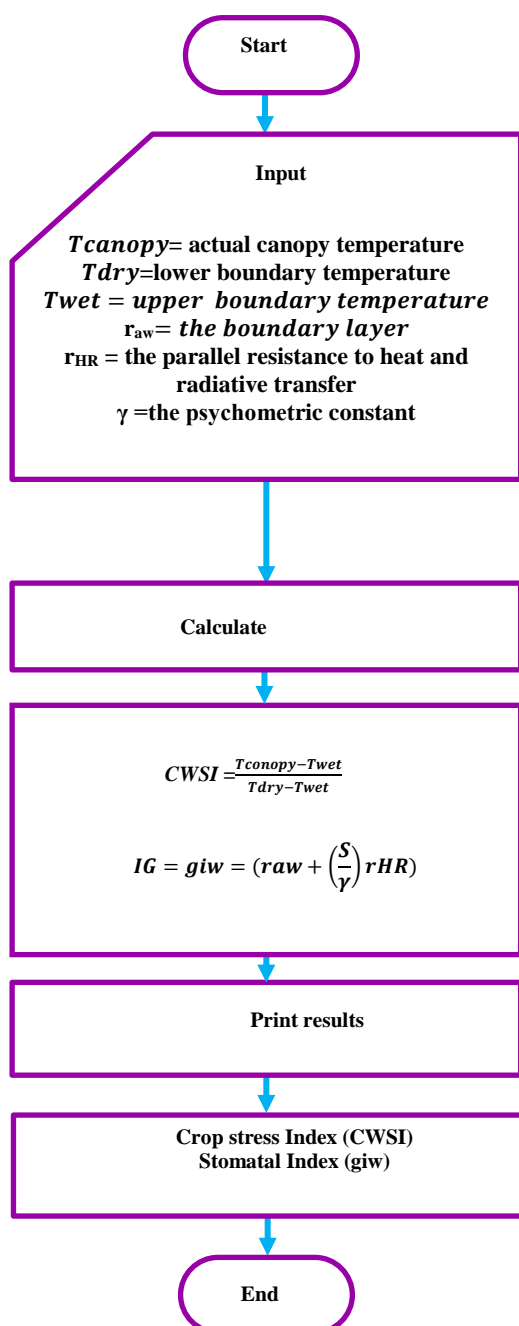 Start
Input
Tcanopy= actual canopy temperature
Tdry=lower boundary temperature
Twet = upper boundary temperature
raw= the boundary layer
rHR = the parallel resistance to heat and
radiative transfer
γ =the psychometric constant
Calculate
CWSI = (Tconopy−Twet)/(Tdry−Twet)
IG = giw = (raw + (S/γ) rHR)
Print results
Crop stress Index (CWSI)
Stomatal Index (giw)
End